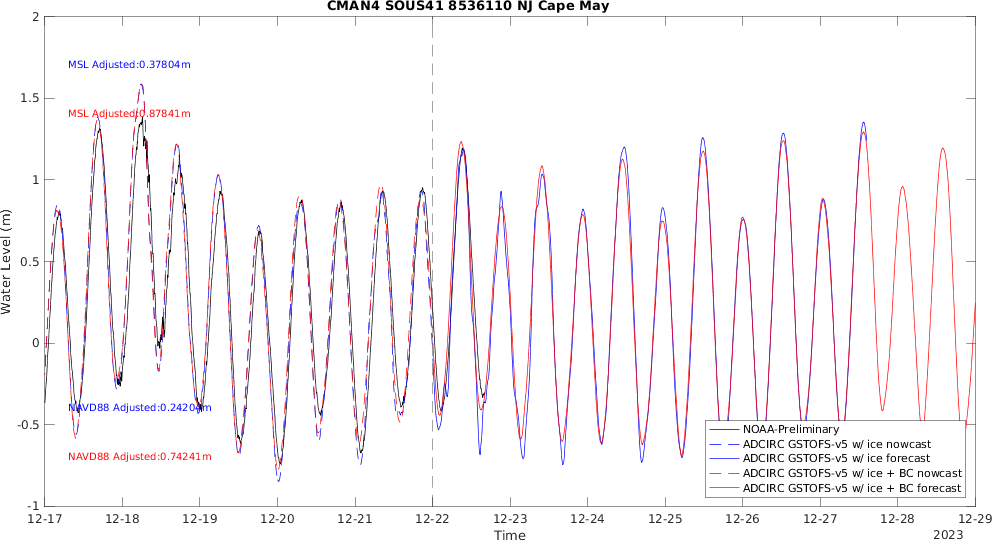 CMAN4 SOUS41 8536110 NJ Cape May
2
1.5
1
0.5
0
-0.5
-1
Water Level (m)
MSL Adjusted:0.37804m
MSL Adjusted:0.87841m
NAVD88 Adjusted:0.24204m
NAVD88 Adjusted:0.74241m
NOAA-Preliminary
ADCIRC GSTOFS-v5 w/ ice nowcast
ADCIRC GSTOFS-v5 w/ ice forecast
ADCIRC GSTOFS-v5 w/ ice + BC nowcast
ADCIRC GSTOFS-v5 w/ ice + BC forecast
12-17 12-18 12-19 12-20 12-21 12-22 12-23 12-24 12-25 12-26 12-27 12-28 12-29
Time
2023